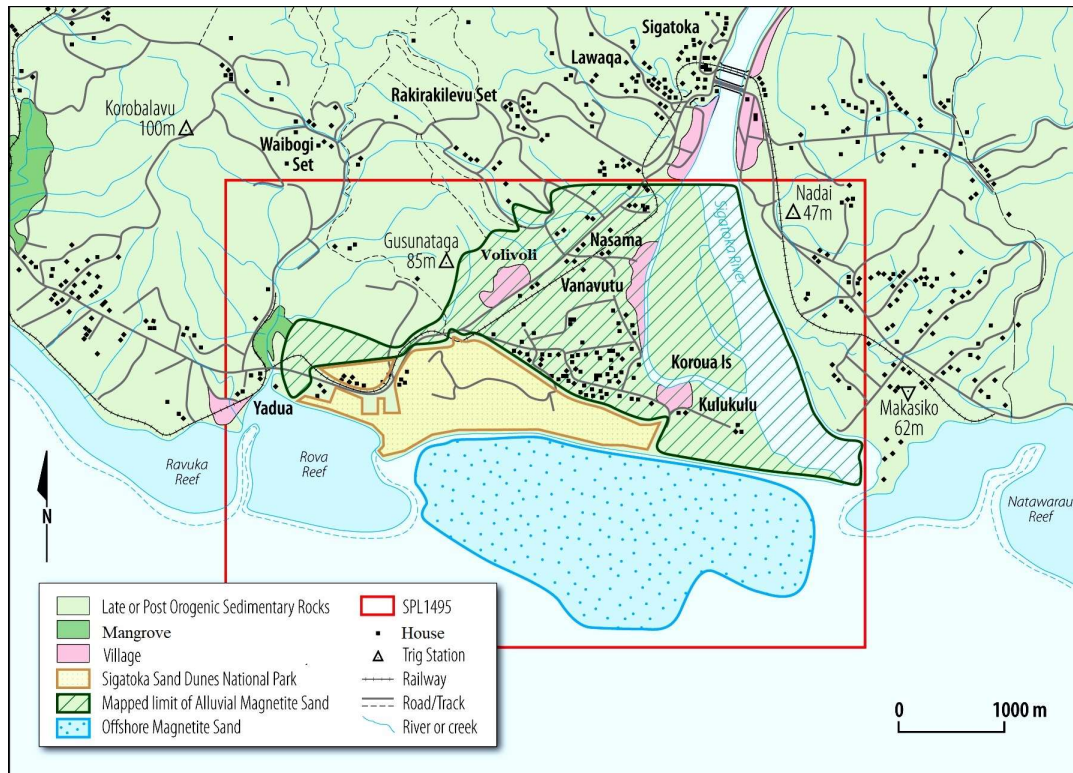 Sigatoka
Lawaqa
Korobalavu
100m
Rakirakilevu Set
Waibogi
Set
Nadai
47m
Sigatoka River
Gusunataga
85m
Volivoli
Nasama
Vanavutu
Koroua Is
Yadua
Kulukulu
Makasiko
62m
Ravuka
Reef
Rova
Reef
Natawarau
Reef
N
Late or Post Orogenic Sedimentary Rocks
Mangrove
Village
Sigatoka Sand Dunes National Park
Mapped limit of Alluvial Magnetite Sand
Offshore Magnetite Sand
SPL1495
House
Trig Station
Railway
Road/Track
River or creek
0 1000 m